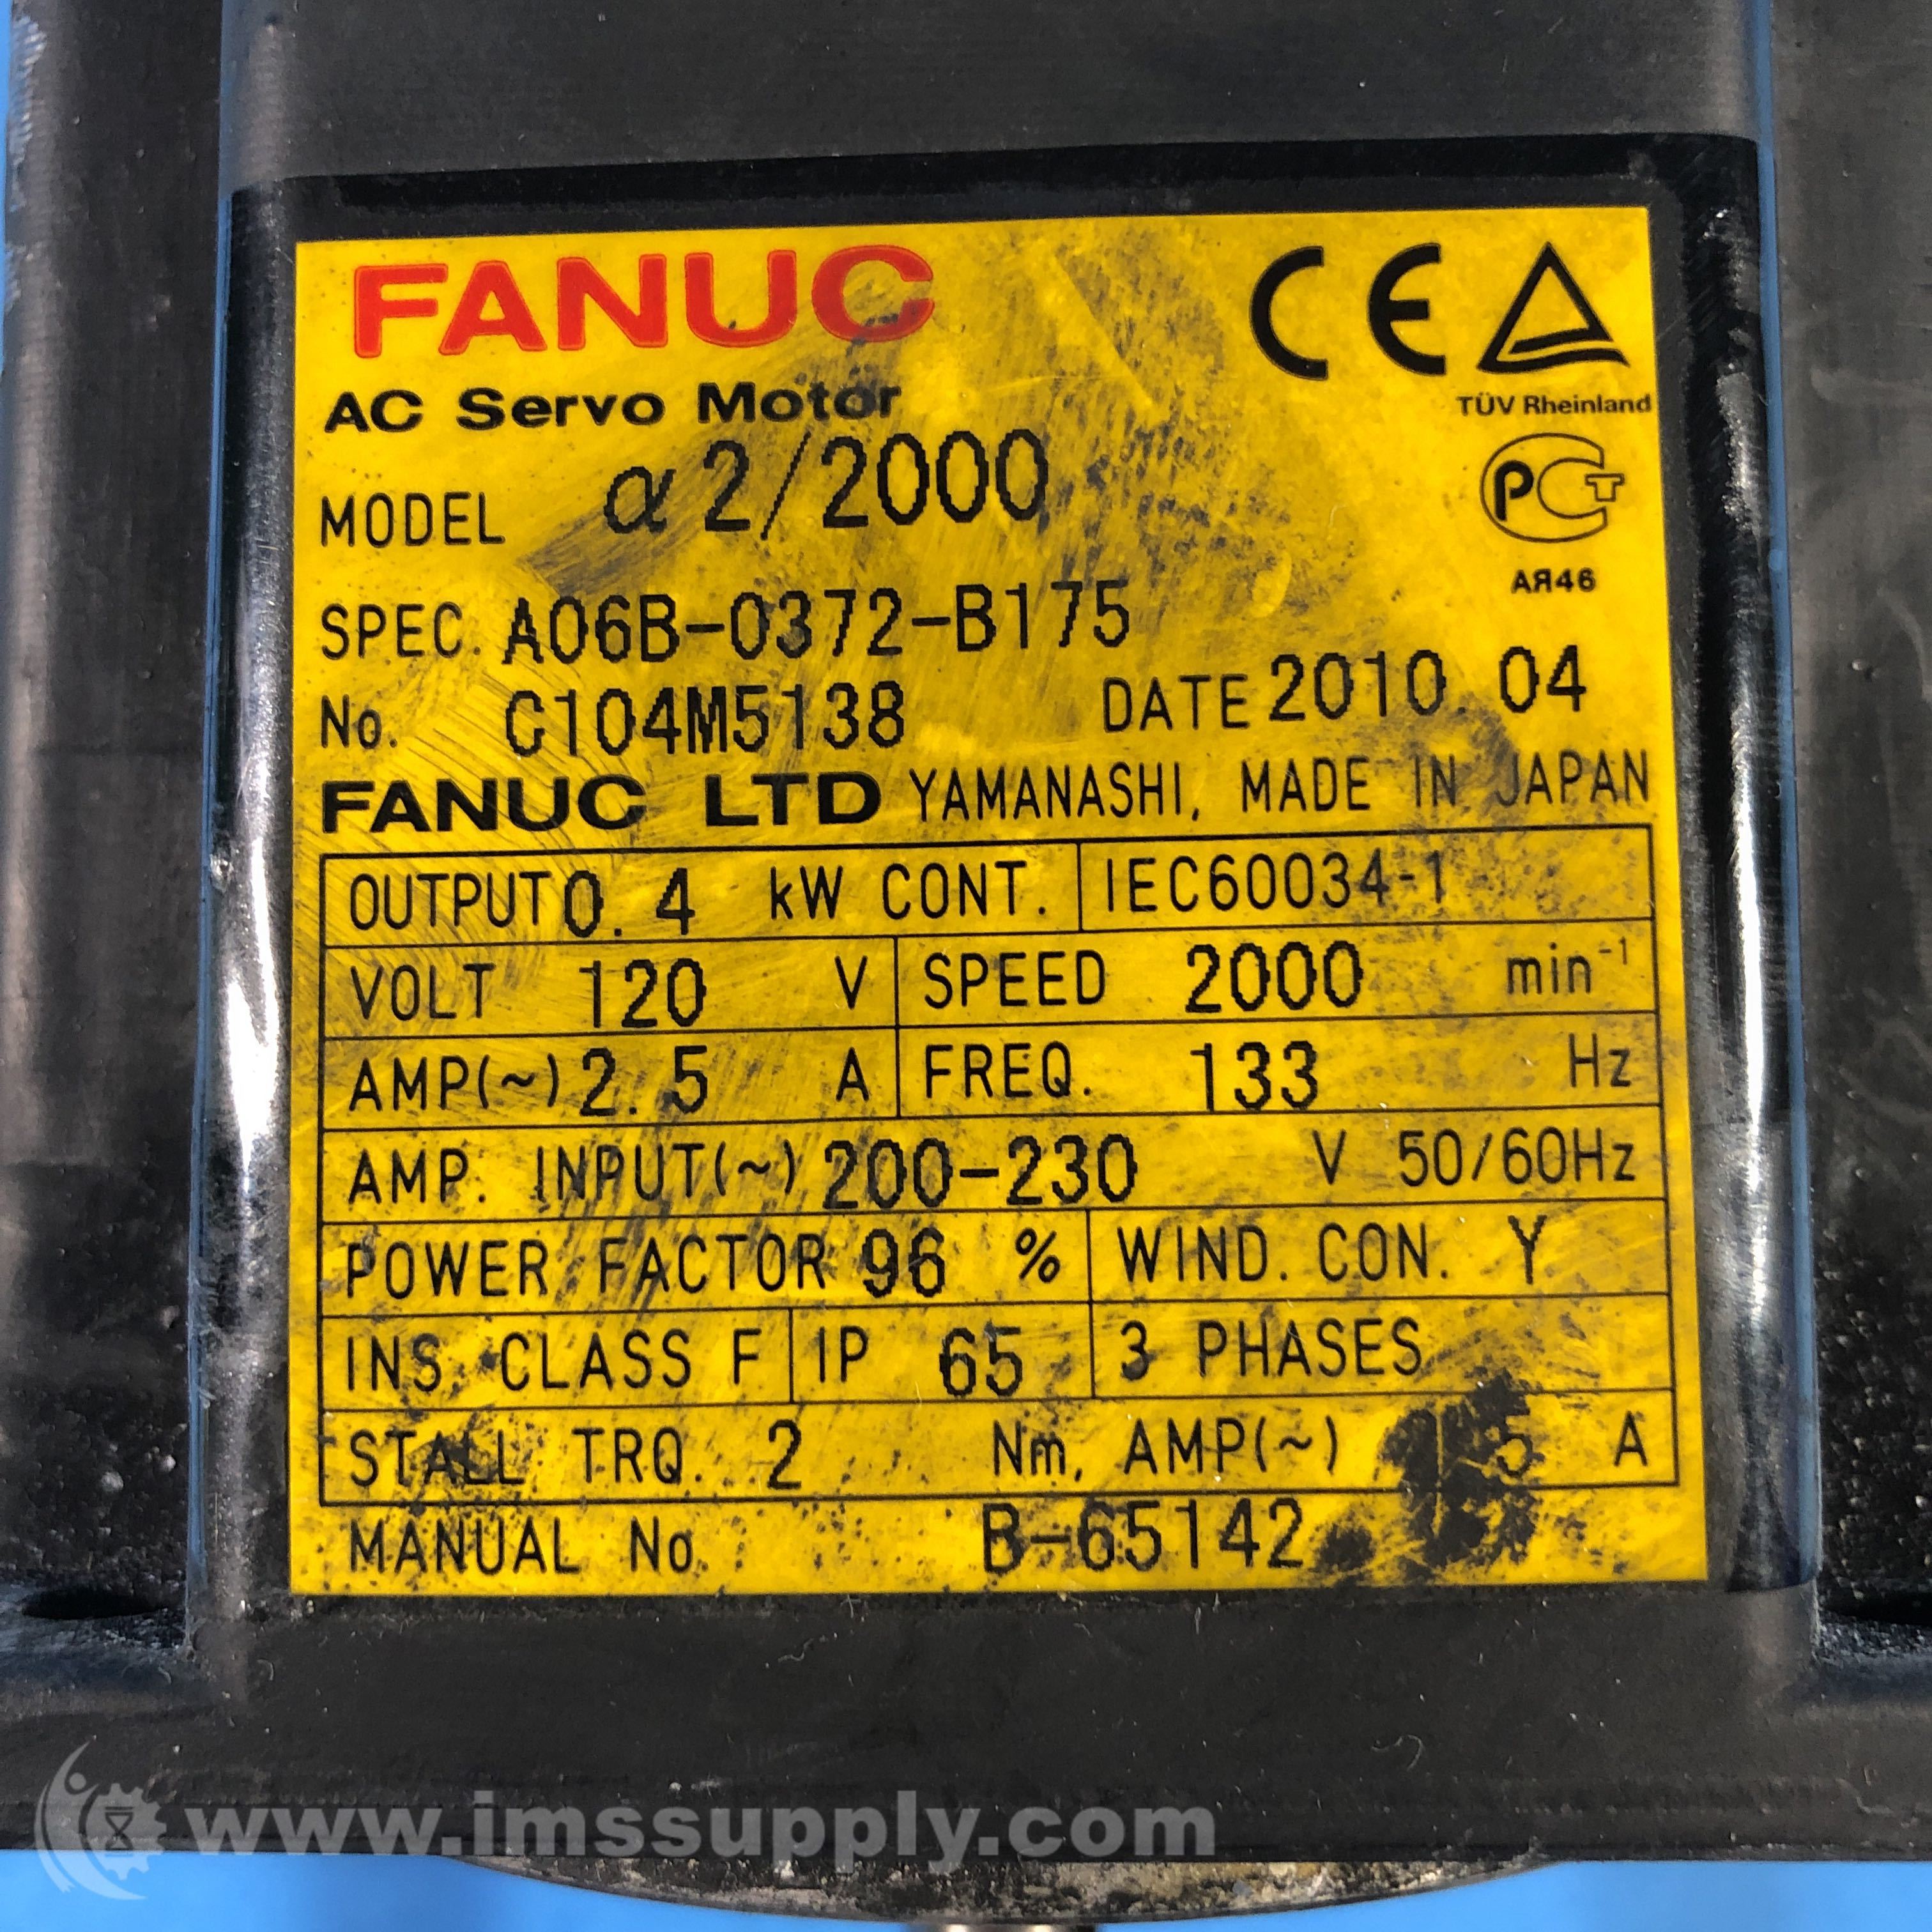 FANUC
CE
TÜV Rheinland
AC Servo Motor
MODEL α2/2000
РСТ
АЯ46
SPEC. A06B-0372-B175
No. C104M5138 DATE 2010.04
FANUC LTD YAMANASHI, MADE IN JAPAN
OUTPUT 0.4 kW CONT. IEC60034-1
VOLT 120 V SPEED 2000 min⁻¹
AMP(~) 2.5 A FREQ. 133 Hz
AMP. INPUT(~) 200-230 V 50/60Hz
POWER FACTOR 96 % WIND. CON. Y
INS. CLASS F IP 65 3 PHASES
STALL TRQ. 2 Nm, AMP(~) A
MANUAL No. B-65142
www.imssupply.com